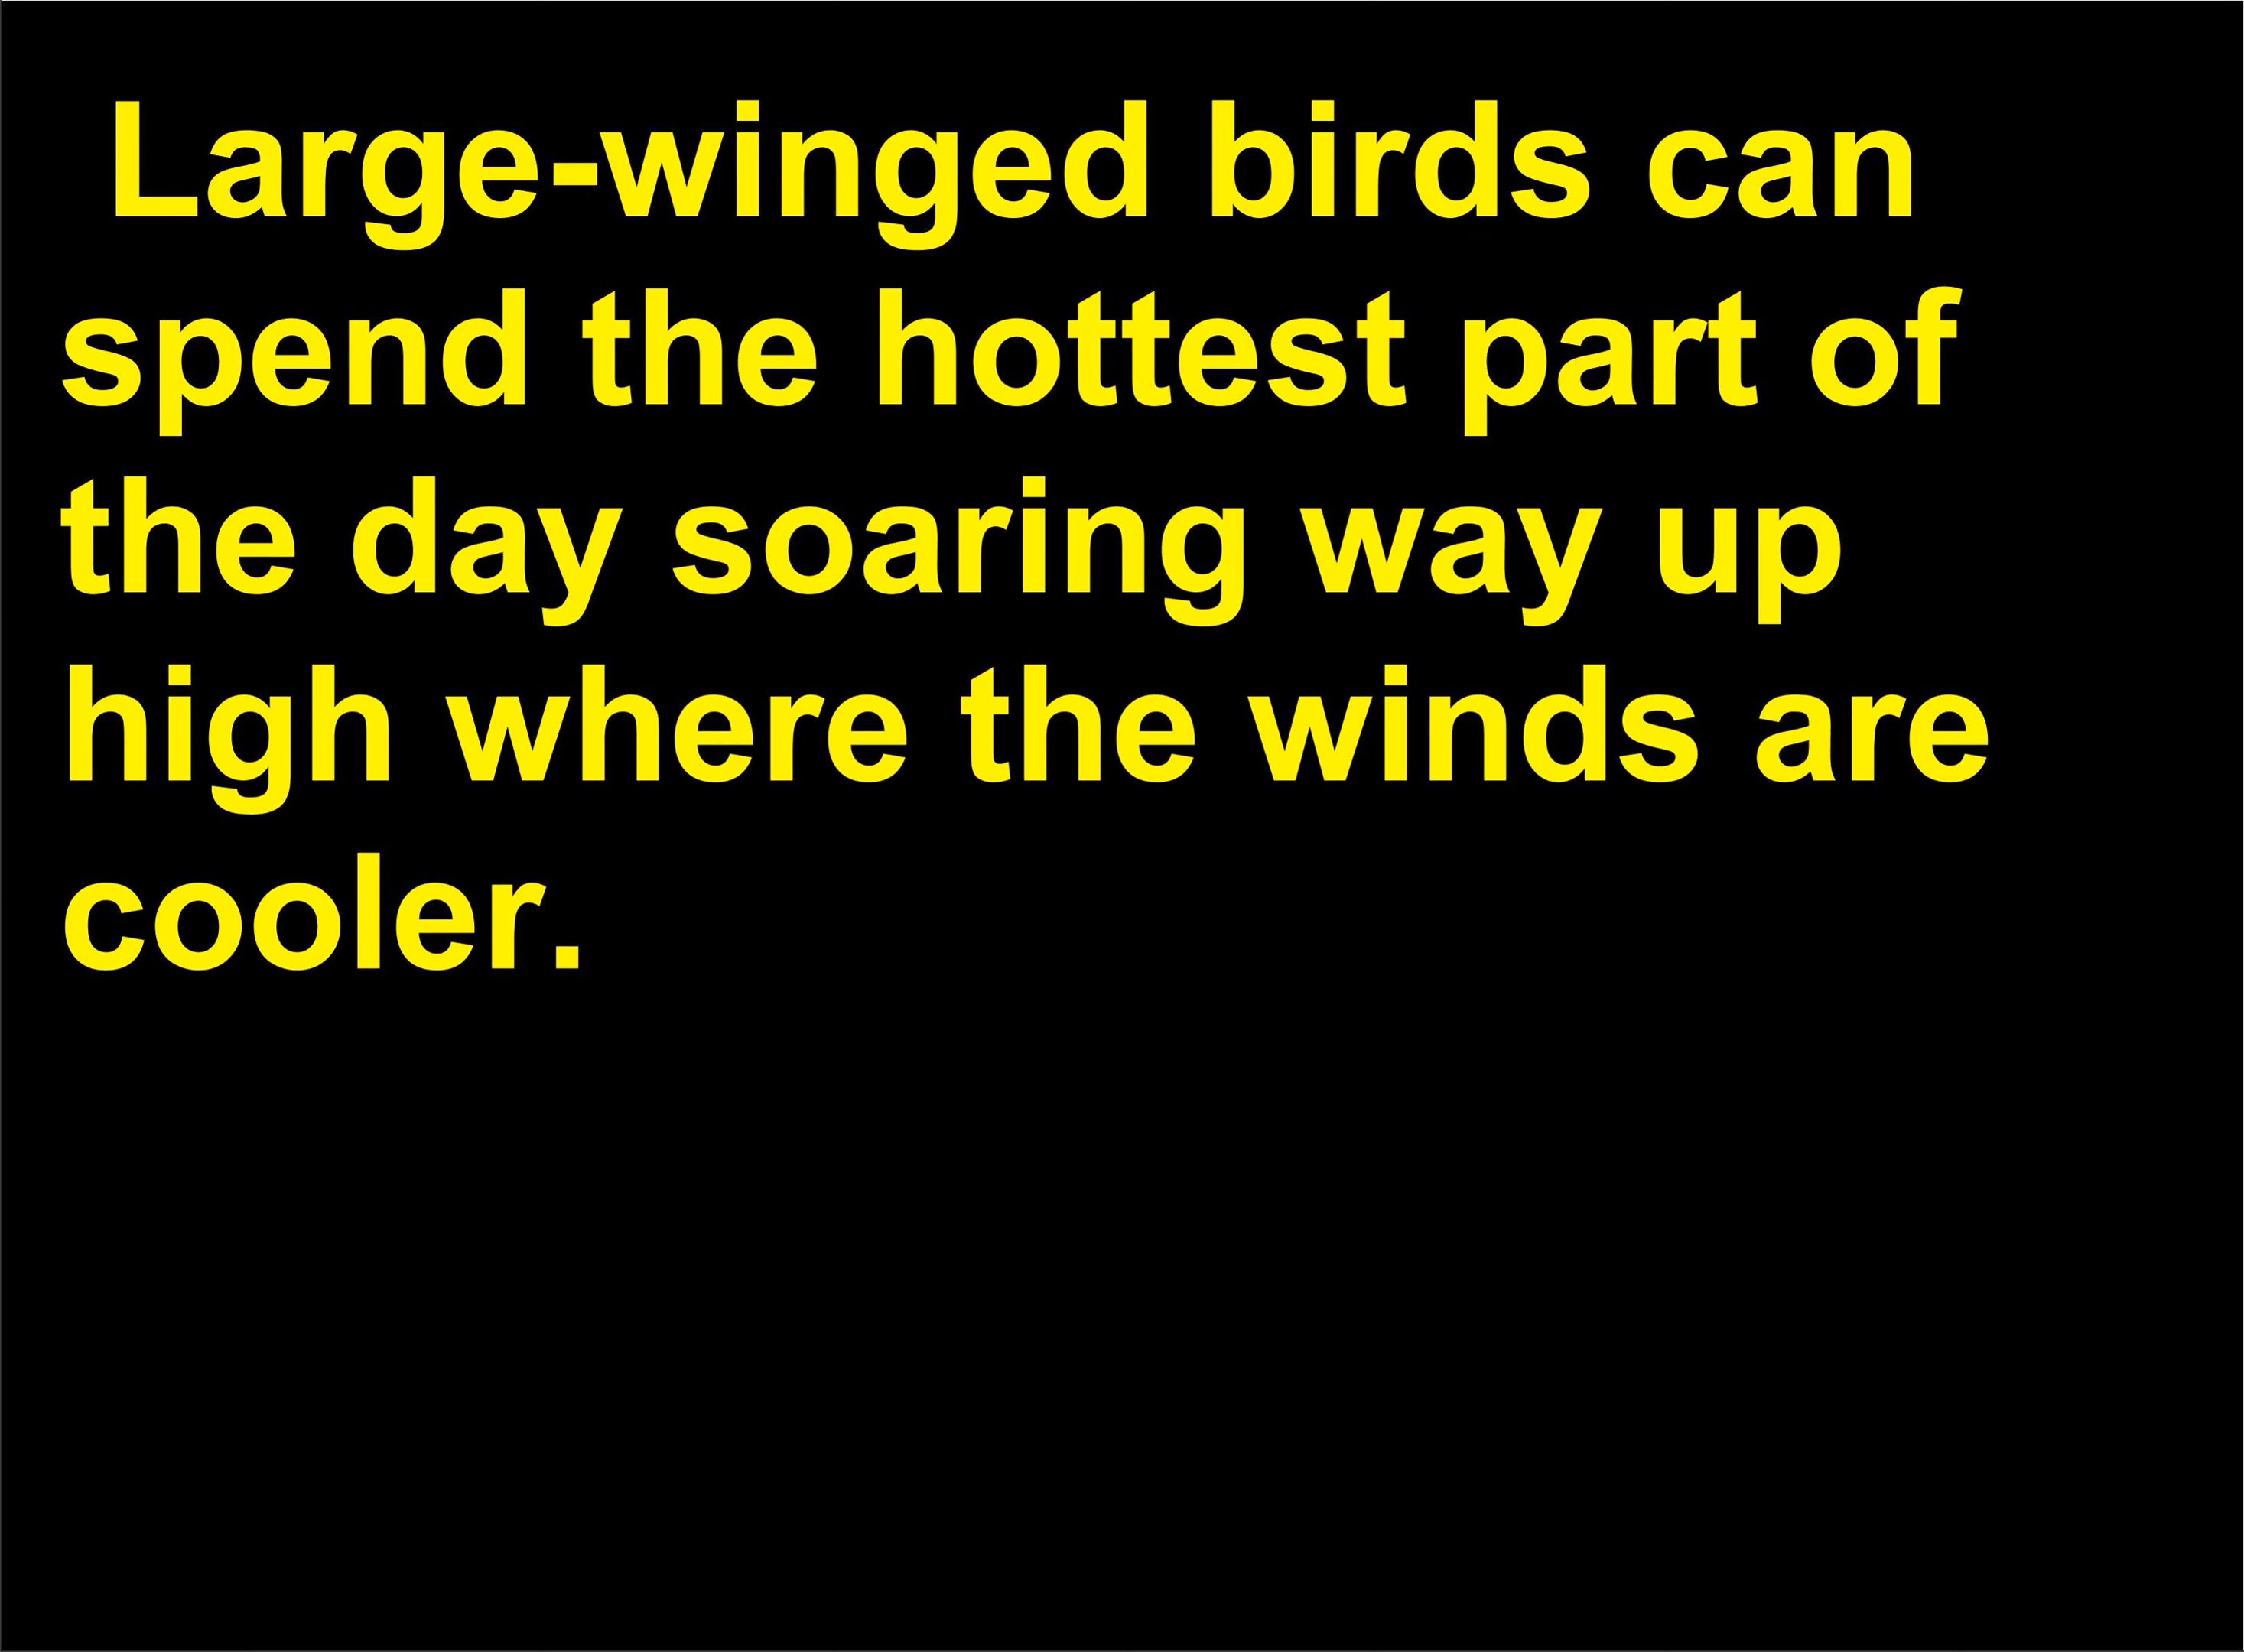 Large-winged birds can
spend the hottest part of
the day soaring way up
high where the winds are
cooler.